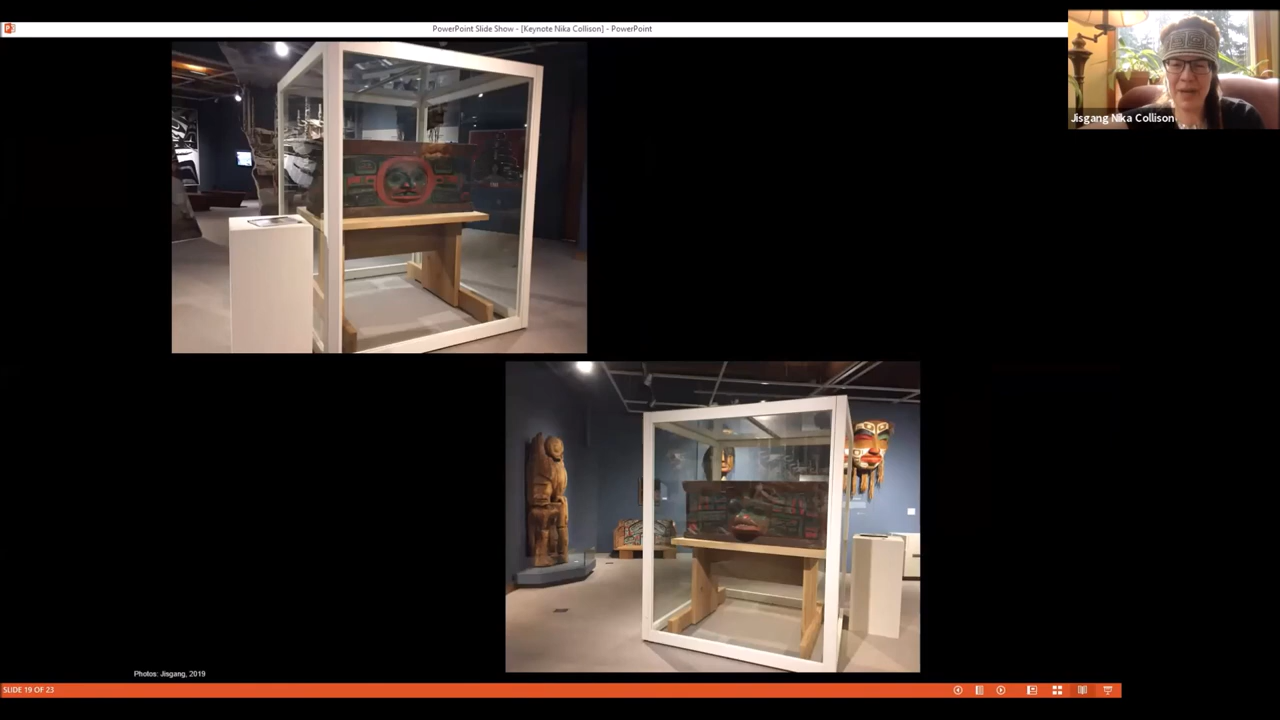 PowerPoint Slide Show - [Keynote Nika Collison] - PowerPoint
Jisgang Nika Collison
Photos: Jisgang, 2019
SLIDE 19 OF 23